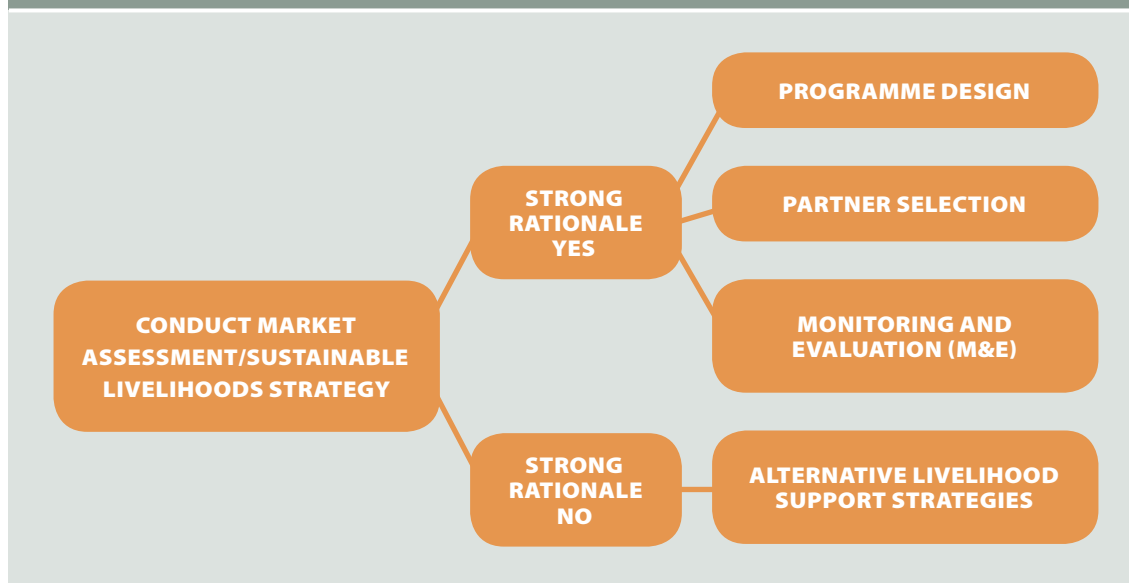 CONDUCT MARKET
ASSESSMENT/SUSTAINABLE
LIVELIHOODS STRATEGY
STRONG
RATIONALE
YES
PROGRAMME DESIGN
PARTNER SELECTION
MONITORING AND
EVALUATION (M&E)
STRONG
RATIONALE
NO
ALTERNATIVE LIVELIHOOD
SUPPORT STRATEGIES